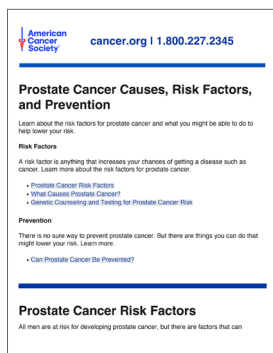 American
Cancer
Society®
cancer.org | 1.800.227.2345
Prostate Cancer Causes, Risk Factors,
and Prevention
Learn about the risk factors for prostate cancer and what you might be able to do to
help lower your risk.
Risk Factors
A risk factor is anything that increases your chances of getting a disease such as
cancer. Learn more about the risk factors for prostate cancer.
• Prostate Cancer Risk Factors
• What Causes Prostate Cancer?
• Genetic Counseling and Testing for Prostate Cancer Risk
Prevention
There is no sure way to prevent prostate cancer. But there are things you can do that
might lower your risk. Learn more.
• Can Prostate Cancer Be Prevented?
Prostate Cancer Risk Factors
All men are at risk for developing prostate cancer, but there are factors that can